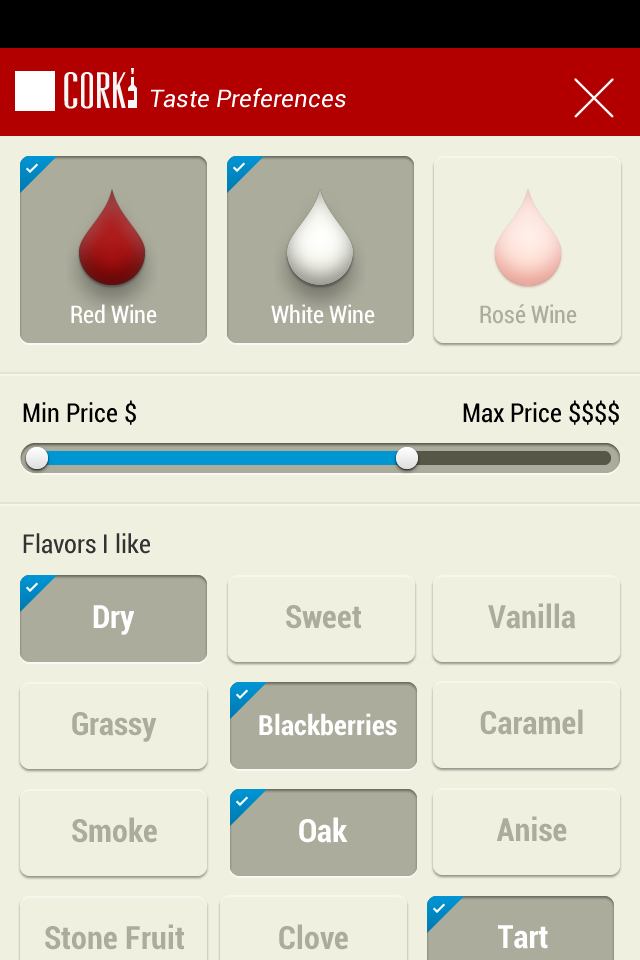 CORK
Taste Preferences
Red Wine
White Wine
Rosé Wine
Min Price $
Max Price $$$$
Flavors I like
Dry
Sweet
Vanilla
Grassy
Blackberries
Caramel
Smoke
Oak
Anise
Stone Fruit
Clove
Tart